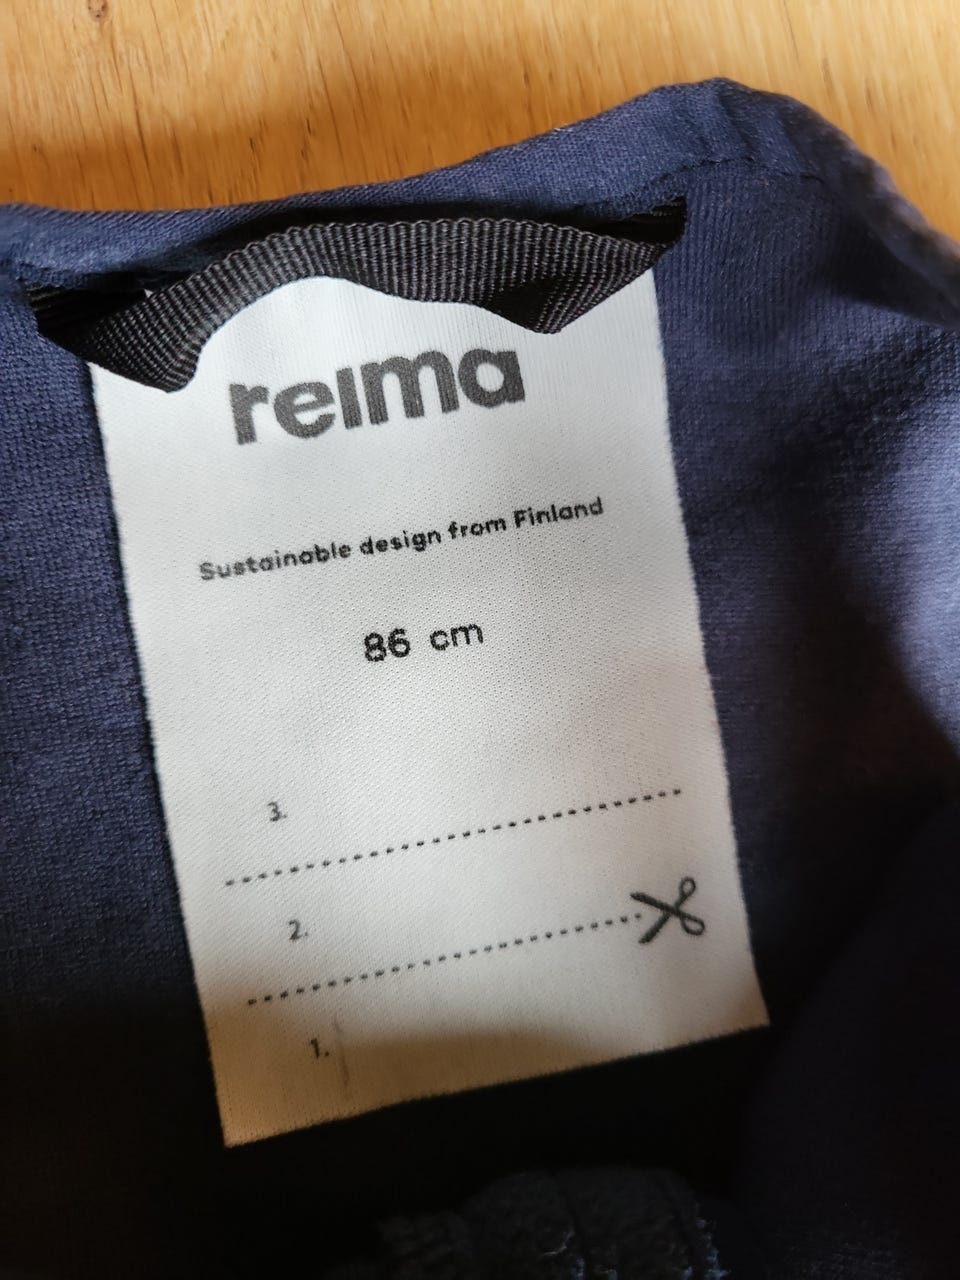 reima
Sustainable design from Finland
86 cm
3.
2.
1.